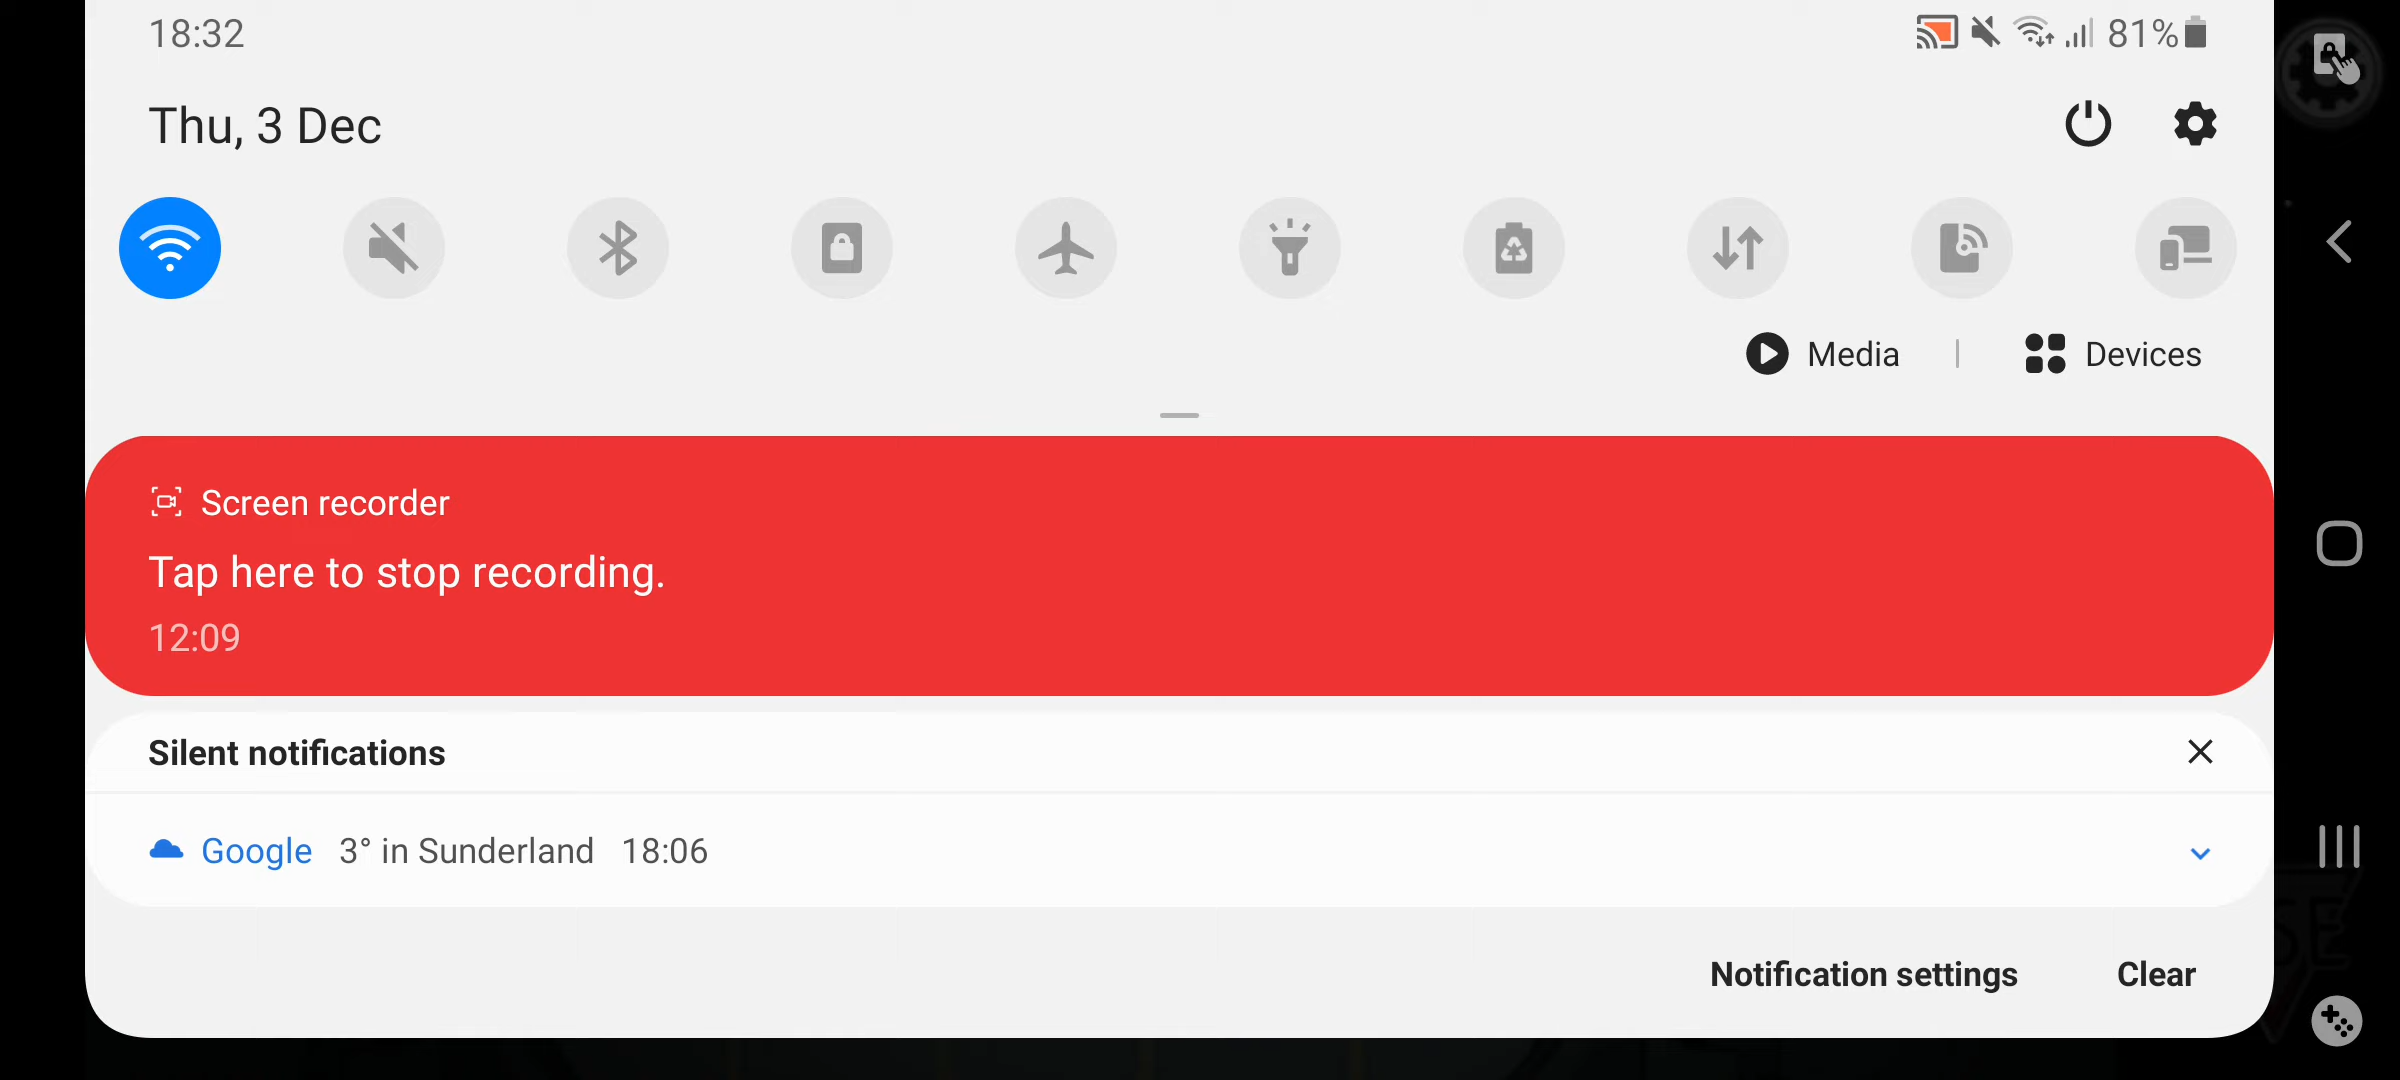 18:32
81%
Thu, 3 Dec
Media
Devices
Screen recorder
Tap here to stop recording.
12:09
Silent notifications
Google 3° in Sunderland 18:06
Notification settings
Clear